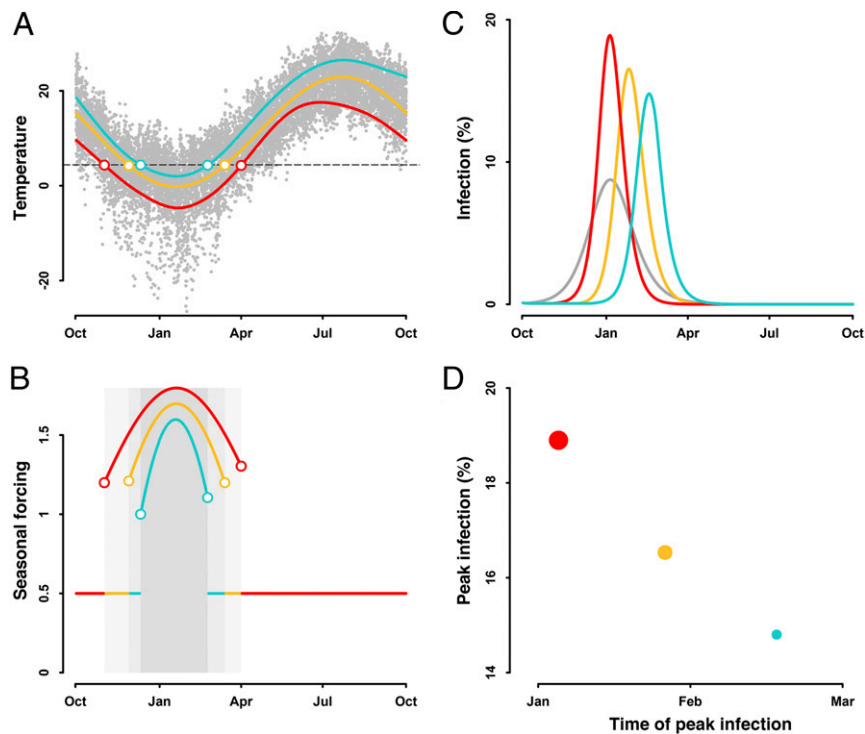 A
Temperature
20
0
20
Oct
Jan
Apr
Jul
Oct
C
Infection (%)
20
10
0
Oct
Jan
Apr
Jul
Oct
B
Seasonal forcing
1.5
1
0.5
0
Oct
Jan
Apr
Jul
Oct
D
Peak infection (%)
20
18
16
14
Jan
Feb
Mar
Time of peak infection